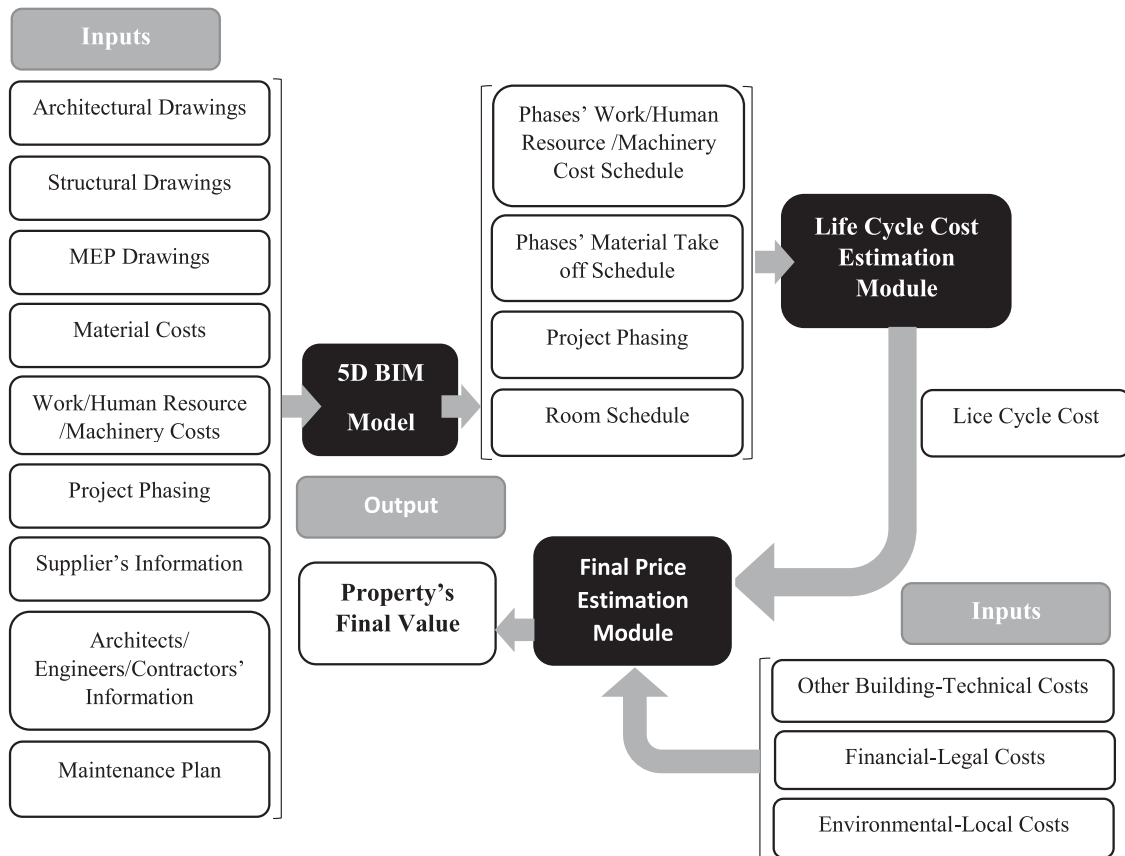 Inputs
Architectural Drawings
Structural Drawings
MEP Drawings
Material Costs
Work/Human Resource
/Machinery Costs
Project Phasing
Supplier’s Information
Architects/
Engineers/Contractors’
Information
Maintenance Plan
5D BIM
Model
Phases’ Work/Human
Resource /Machinery
Cost Schedule
Phases’ Material Take
off Schedule
Project Phasing
Room Schedule
Life Cycle Cost
Estimation
Module
Lice Cycle Cost
Output
Property’s
Final Value
Final Price
Estimation
Module
Inputs
Other Building-Technical Costs
Financial-Legal Costs
Environmental-Local Costs